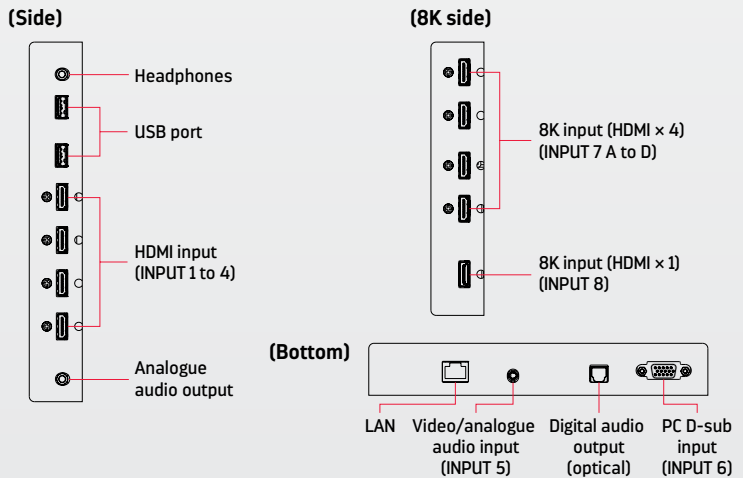 (Side)
Headphones
USB port
HDMI input
(INPUT 1 to 4)
Analogue
audio output
(8K side)
8K input (HDMI × 4)
(INPUT 7 A to D)
8K input (HDMI × 1)
(INPUT 8)
(Bottom)
LAN
Video/analogue
audio input
(INPUT 5)
Digital audio
output
(optical)
PC D-sub
input
(INPUT 6)